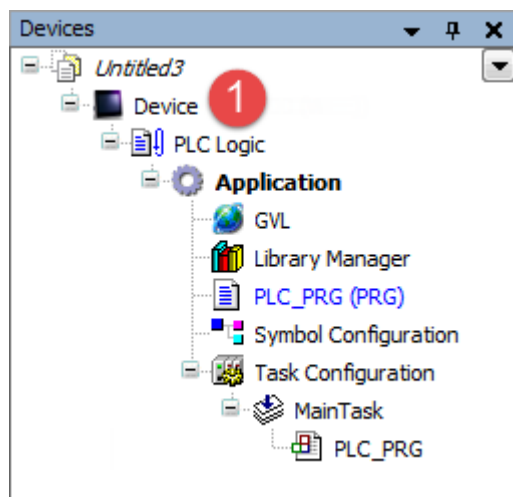 Devices
Untitled3
Device 1
PLC Logic
Application
GVL
Library Manager
PLC_PRG (PRG)
Symbol Configuration
Task Configuration
MainTask
PLC_PRG